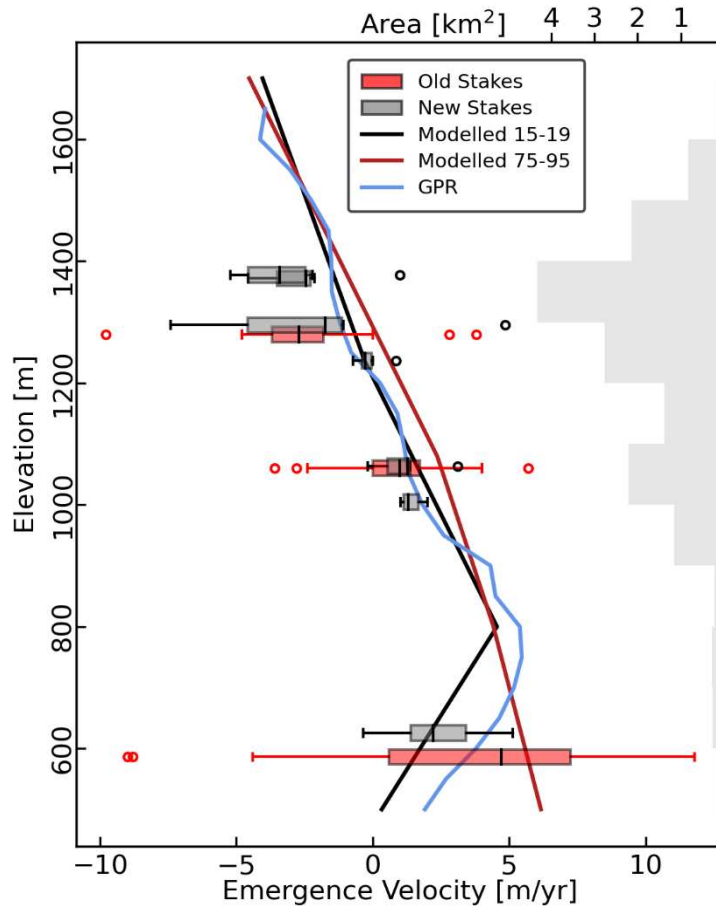 Area [km²]
4 3 2 1
Old Stakes
New Stakes
Modelled 15-19
Modelled 75-95
GPR
Elevation [m]
1600
1400
1200
1000
800
600
−10 −5 0 5 10
Emergence Velocity [m/yr]